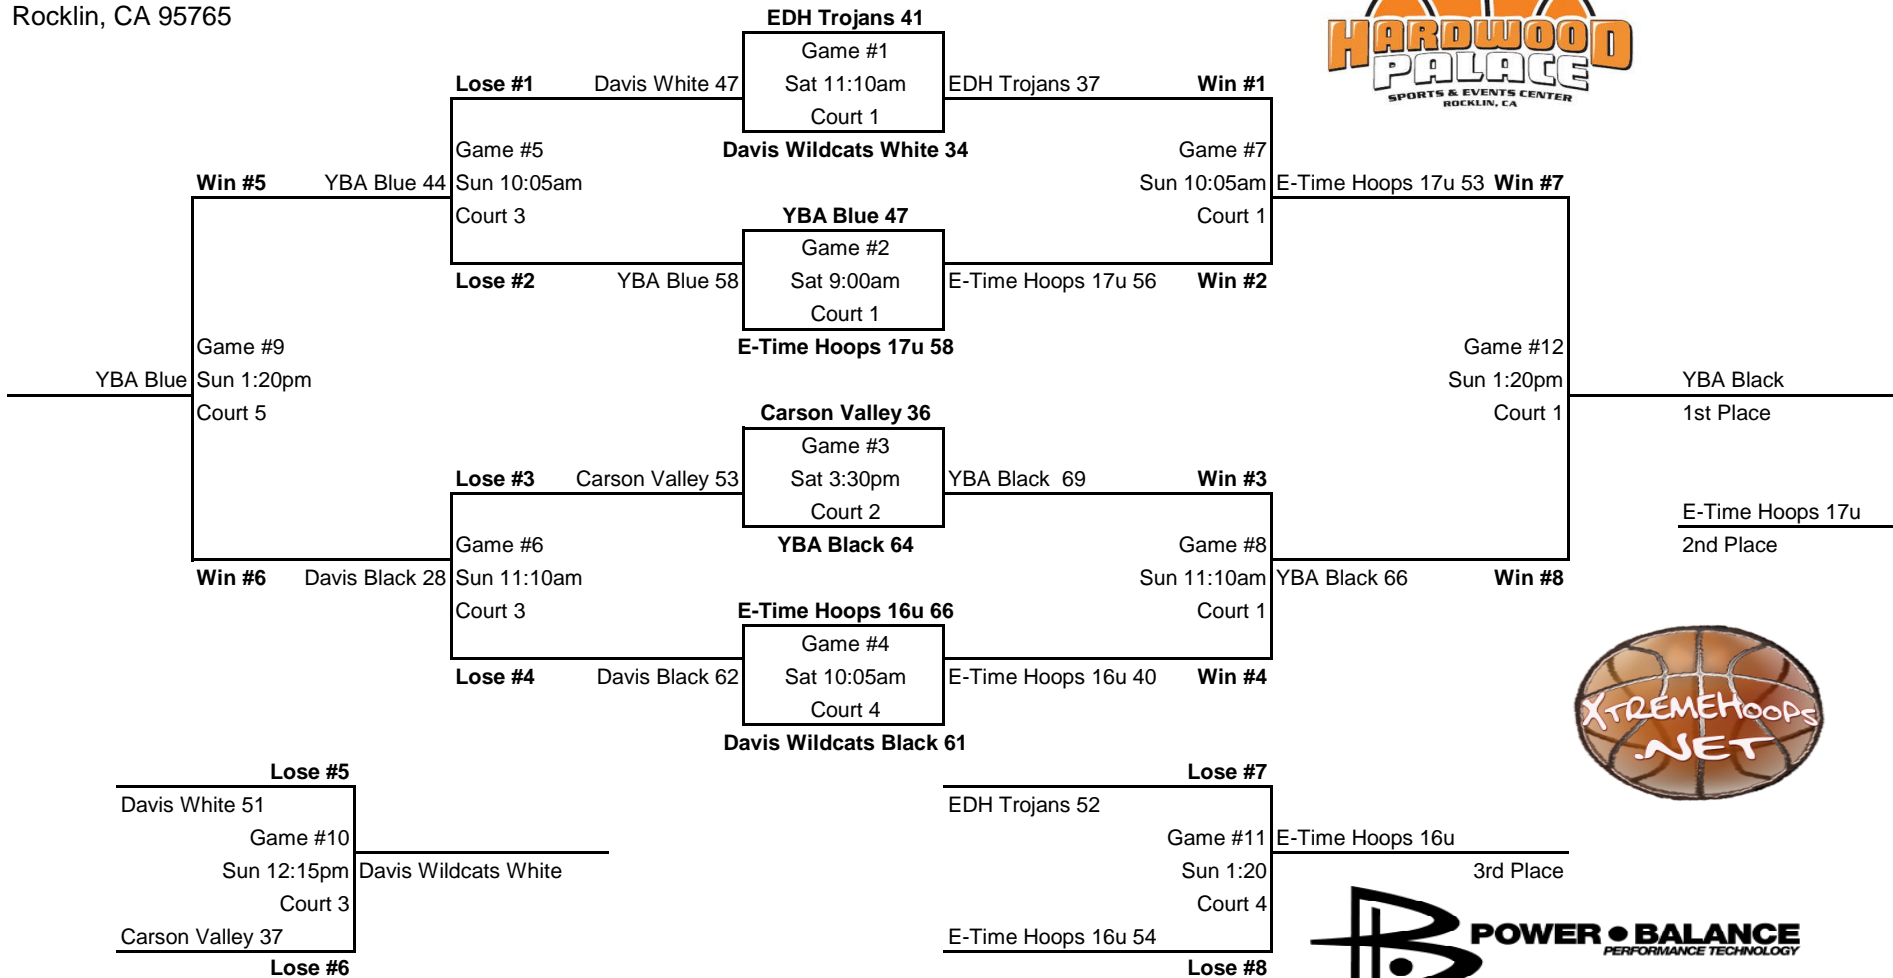 Rocklin, CA 95765
EDH Trojans 41
HARDWOOD
PALACE
SPORTS & EVENTS CENTER
ROCKLIN, CA
Game #1
Lose #1 Davis White 47 Sat 11:10am EDH Trojans 37 Win #1
Court 1
Game #5 Davis Wildcats White 34 Game #7
Win #5 YBA Blue 44 Sun 10:05am Sun 10:05am E-Time Hoops 17u 53 Win #7
Court 3 YBA Blue 47 Court 1
Game #2
Lose #2 YBA Blue 58 Sat 9:00am E-Time Hoops 17u 56 Win #2
Court 1
Game #9 E-Time Hoops 17u 58 Game #12
YBA Blue Sun 1:20pm Sun 1:20pm YBA Black
Court 5 Carson Valley 36 Court 1 1st Place
Game #3
Lose #3 Carson Valley 53 Sat 3:30pm YBA Black 69 Win #3
Court 2 E-Time Hoops 17u
Game #6 YBA Black 64 Game #8 2nd Place
Win #6 Davis Black 28 Sun 11:10am Sun 11:10am YBA Black 66 Win #8
Court 3 E-Time Hoops 16u 66 Court 1
Game #4
Lose #4 Davis Black 62 Sat 10:05am E-Time Hoops 16u 40 Win #4
Court 4
XTREMEHOOPS
.NET
Davis Wildcats Black 61
Lose #5 Lose #7
Davis White 51 EDH Trojans 52
Game #10 Game #11 E-Time Hoops 16u
Sun 12:15pm Davis Wildcats White Sun 1:20 3rd Place
Court 3 Court 4
Carson Valley 37 E-Time Hoops 16u 54
POWER BALANCE
PERFORMANCE TECHNOLOGY
Lose #6 Lose #8